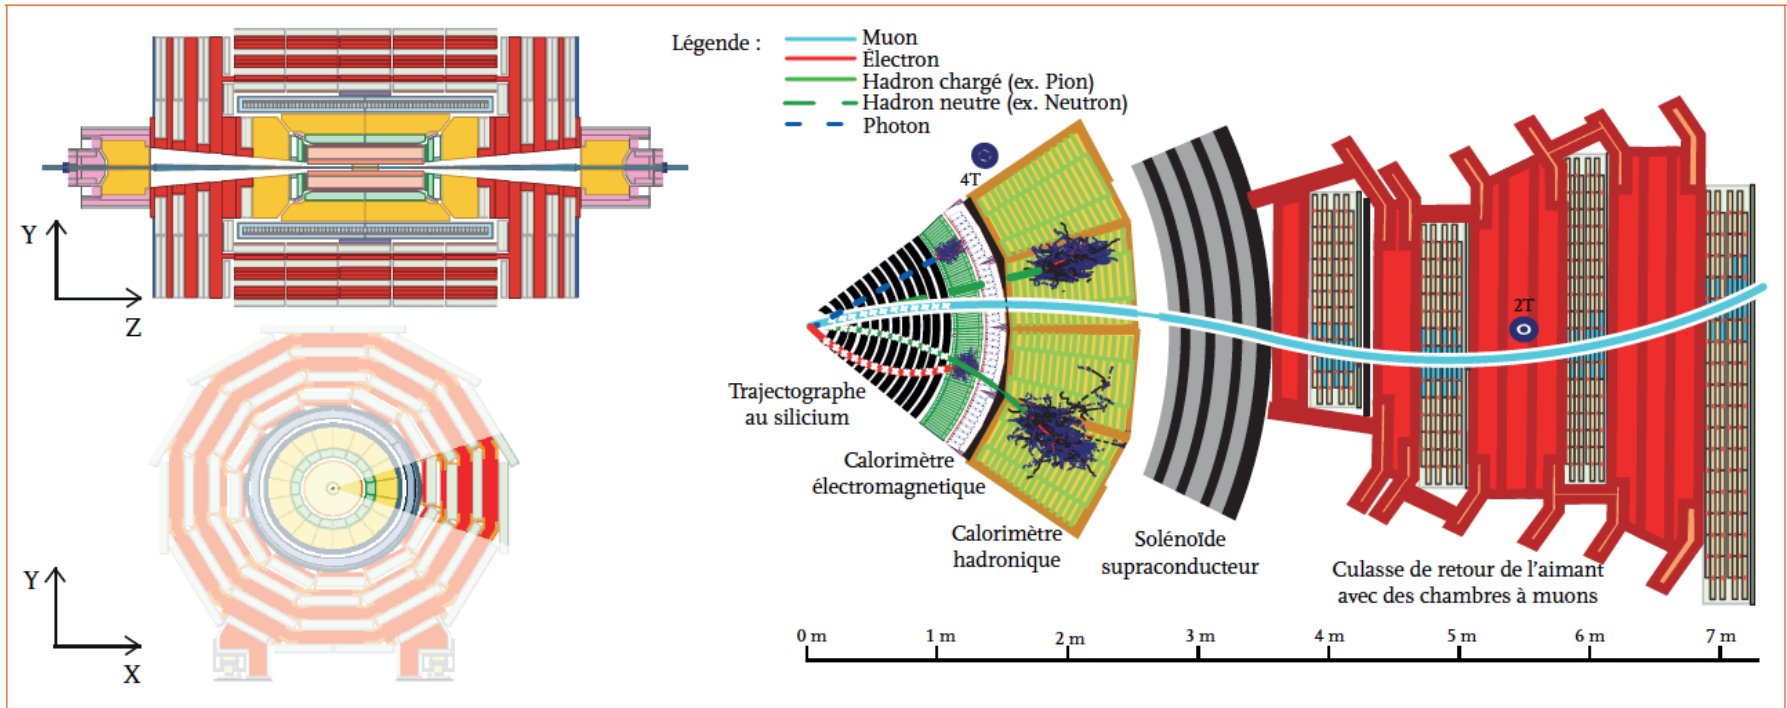 Légende :
Muon
Électron
Hadron chargé (ex. Pion)
Hadron neutre (ex. Neutron)
Photon
Y
Z
Y
X
4T
2T
Trajectographe
au silicium
Calorimètre
électromagnetique
Calorimètre
hadronique
Solénoïde
supraconducteur
Culasse de retour de l'aimant
avec des chambres à muons
0 m 1 m 2 m 3 m 4 m 5 m 6 m 7 m